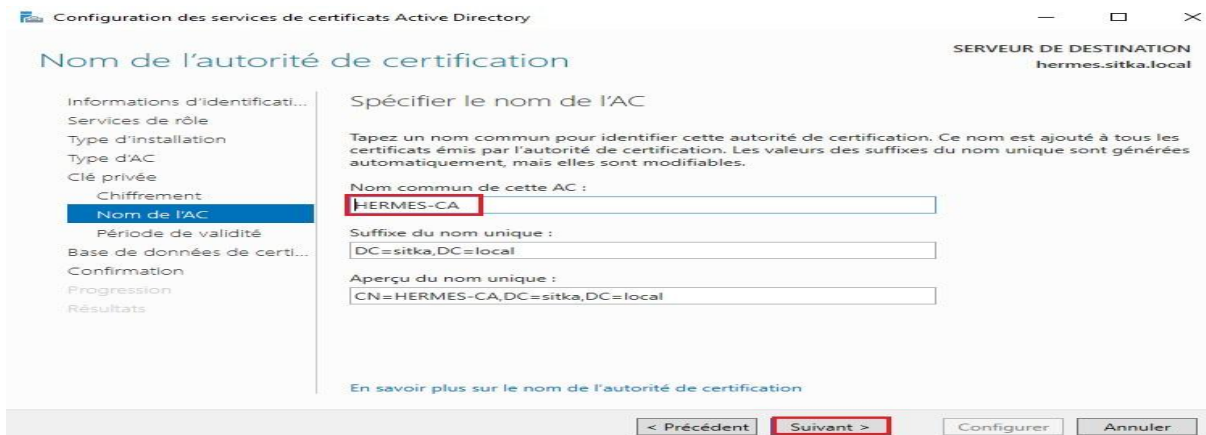 Configuration des services de certificats Active Directory
Nom de l'autorité de certification
SERVEUR DE DESTINATION
hermes.sitka.local
Informations d'identificati...
Services de rôle
Type d'installation
Type d'AC
Clé privée
Chiffrement
Nom de l'AC
Période de validité
Base de données de certi...
Confirmation
Progression
Résultats
Spécifier le nom de l'AC
Tapez un nom commun pour identifier cette autorité de certification. Ce nom est ajouté à tous les
certificats émis par l'autorité de certification. Les valeurs des suffixes du nom unique sont générées
automatiquement, mais elles sont modifiables.
Nom commun de cette AC :
HERMES-CA
Suffixe du nom unique :
DC=sitka,DC=local
Aperçu du nom unique :
CN=HERMES-CA,DC=sitka,DC=local
En savoir plus sur le nom de l'autorité de certification
< Précédent
Suivant >
Configurer
Annuler